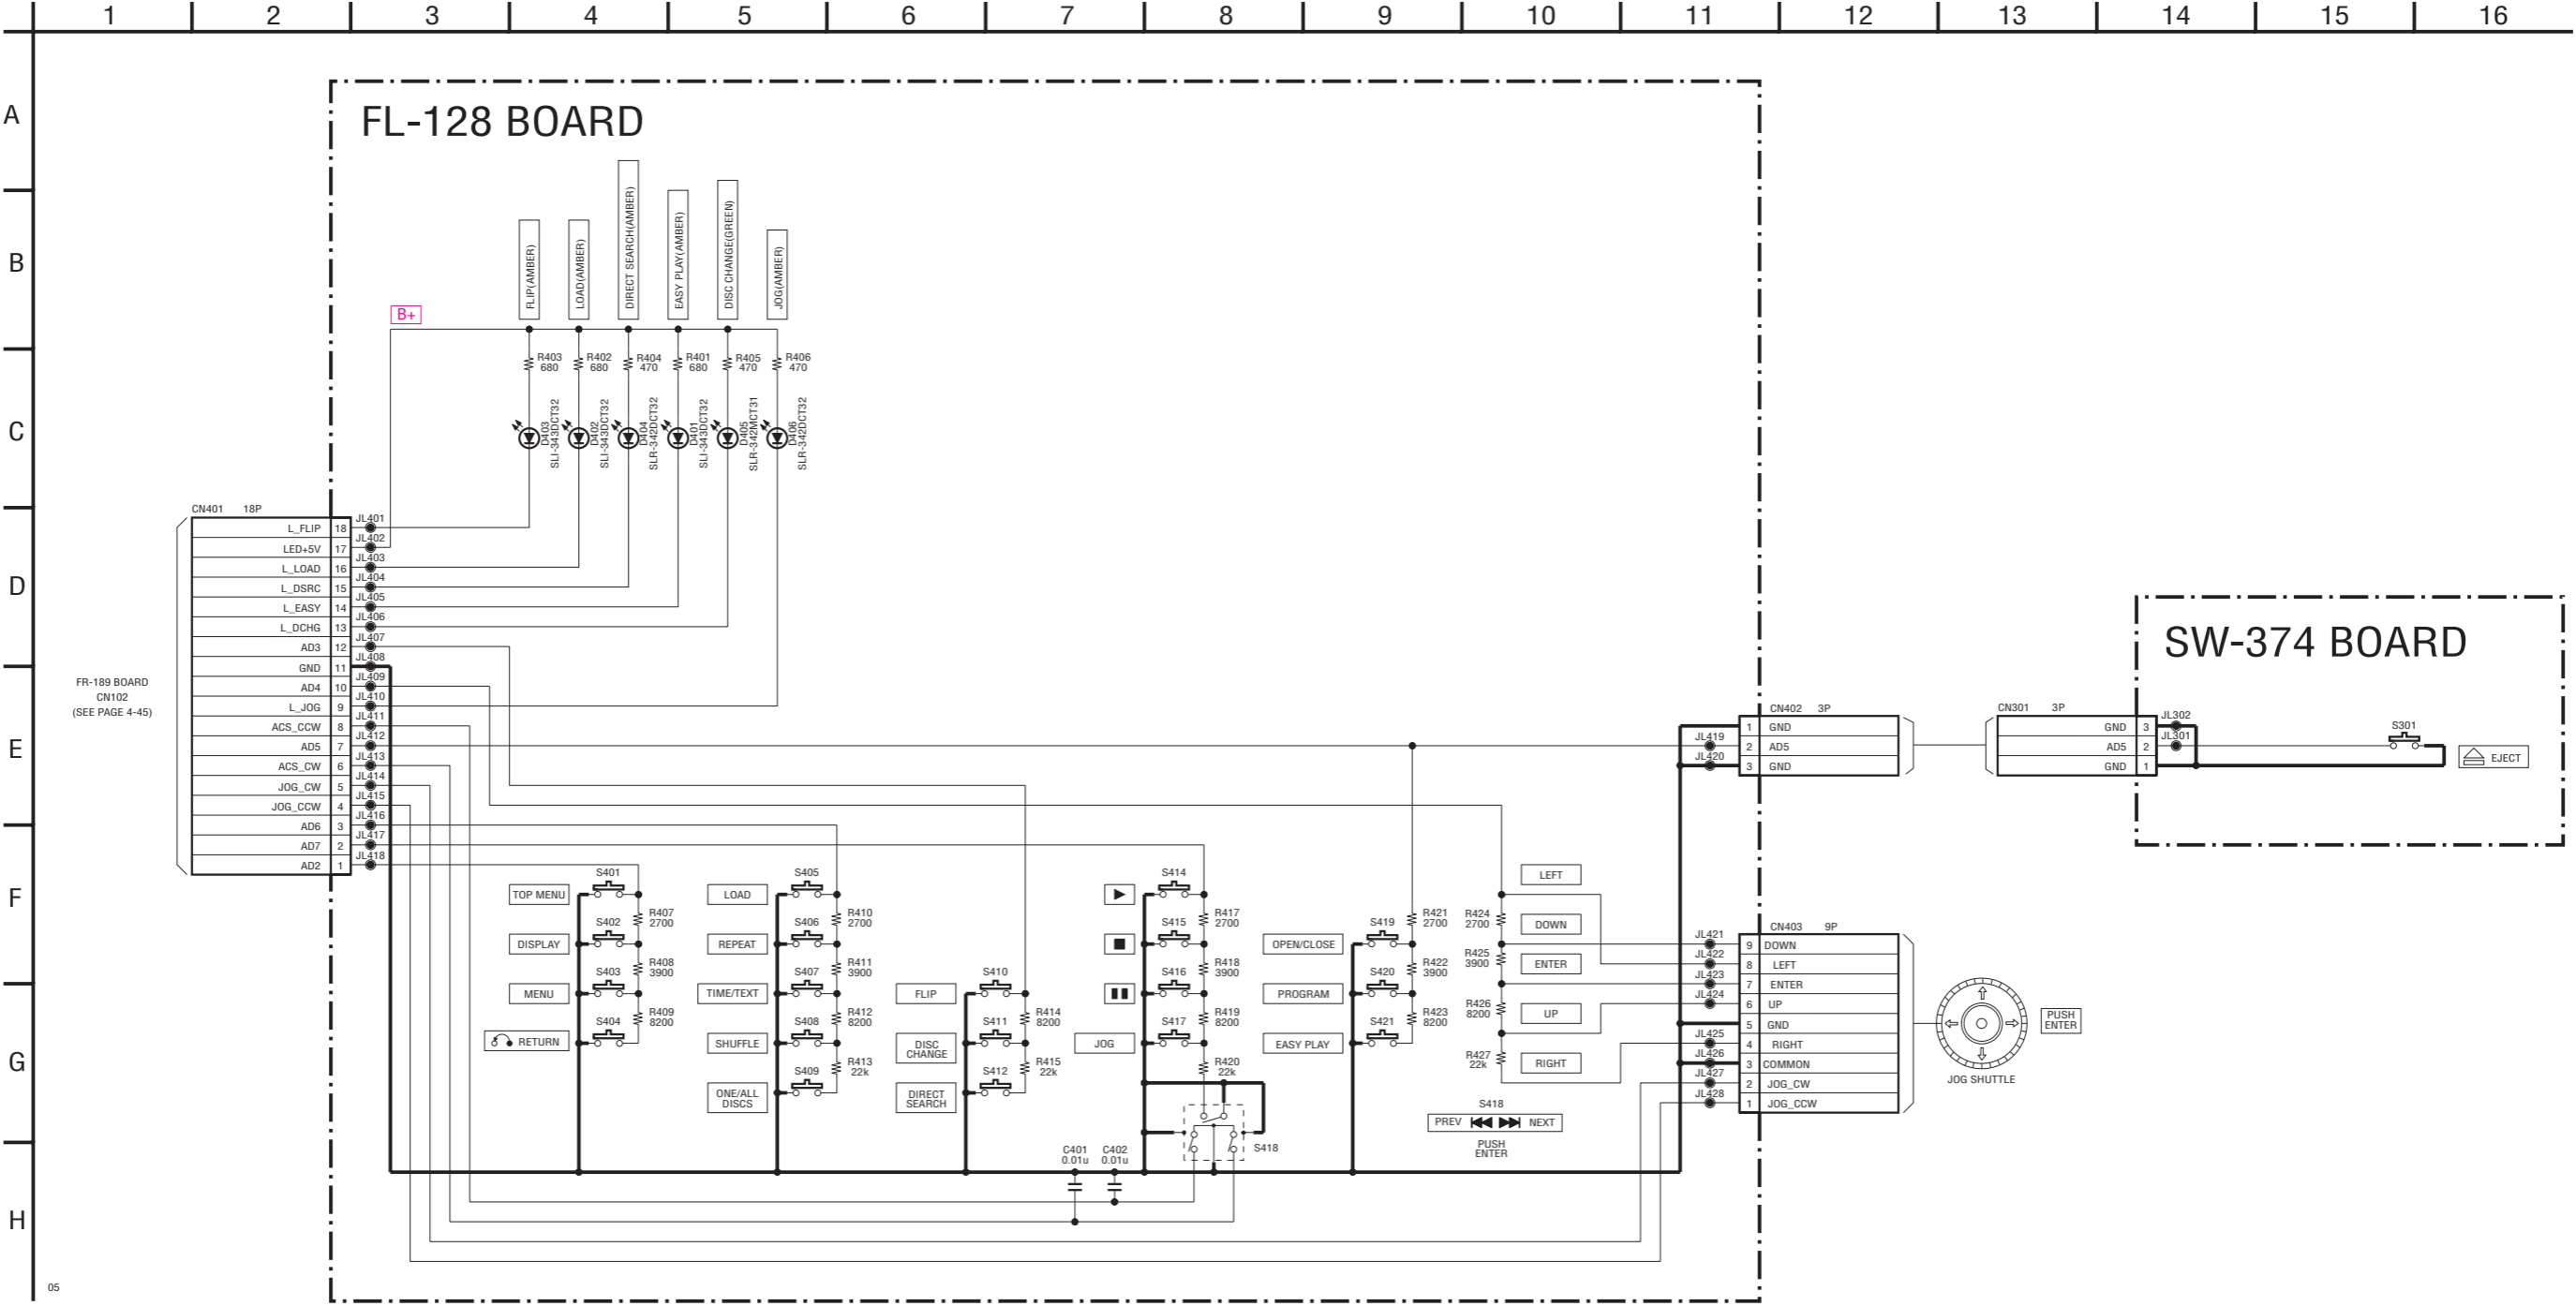 1 2 3 4 5 6 7 8 9 10 11 12 13 14 15 16
A
B
C
D
E
F
G
H
FL-128 BOARD
FLIP(AMBER)
LOAD(AMBER)
DIRECT SEARCH(AMBER)
EASY PLAY(AMBER)
DISC CHANGE(GREEN)
JOG(AMBER)
B+
R403 680
R402 680
R404 470
R401 680
R405 470
R406 470
D403 SLI-343DCT32
D402 SLI-343DCT32
D404 SLR-342DCT32
D401 SLI-343DCT32
D405 SLR-342MCT31
D406 SLR-342DCT32
CN401 18P
L_FLIP 18 JL401
LED+5V 17 JL402
L_LOAD 16 JL403
L_DSRC 15 JL404
L_EASY 14 JL405
L_DCHG 13 JL406
AD3 12 JL407
GND 11 JL408
AD4 10 JL409
L_JOG 9 JL410
ACS_CCW 8 JL411
AD5 7 JL412
ACS_CW 6 JL413
JOG_CW 5 JL414
JOG_CCW 4 JL415
AD6 3 JL416
AD7 2 JL417
AD2 1 JL418
FR-189 BOARD
CN102
(SEE PAGE 4-45)
TOP MENU S401
R407 2700
DISPLAY S402
R408 3900
MENU S403
R409 8200
RETURN S404
LOAD S405
R410 2700
REPEAT S406
R411 3900
TIME/TEXT S407
R412 8200
SHUFFLE S408
R413 22k
ONE/ALL
DISCS
S409
FLIP S410
R414 8200
DISC
CHANGE
S411
R415 22k
DIRECT
SEARCH
S412
S414
R417 2700
S415
R418 3900
S416
R419 8200
JOG S417
R420 22k
S418
C401 0.01u
C402 0.01u
R421 2700
OPEN/CLOSE S419
R422 3900
PROGRAM S420
R423 8200
EASY PLAY S421
LEFT
R424 2700
DOWN
R425 3900
ENTER
R426 8200
UP
R427 22k
RIGHT
S418
PREV NEXT
PUSH
ENTER
CN402 3P
1 GND
JL419 2 AD5
JL420 3 GND
CN301 3P
GND 3 JL302
AD5 2 JL301
GND 1
SW-374 BOARD
S301
EJECT
CN403 9P
JL421 9 DOWN
JL422 8 LEFT
JL423 7 ENTER
JL424 6 UP
5 GND
JL425 4 RIGHT
JL426 3 COMMON
JL427 2 JOG_CW
JL428 1 JOG_CCW
JOG SHUTTLE
PUSH
ENTER
05